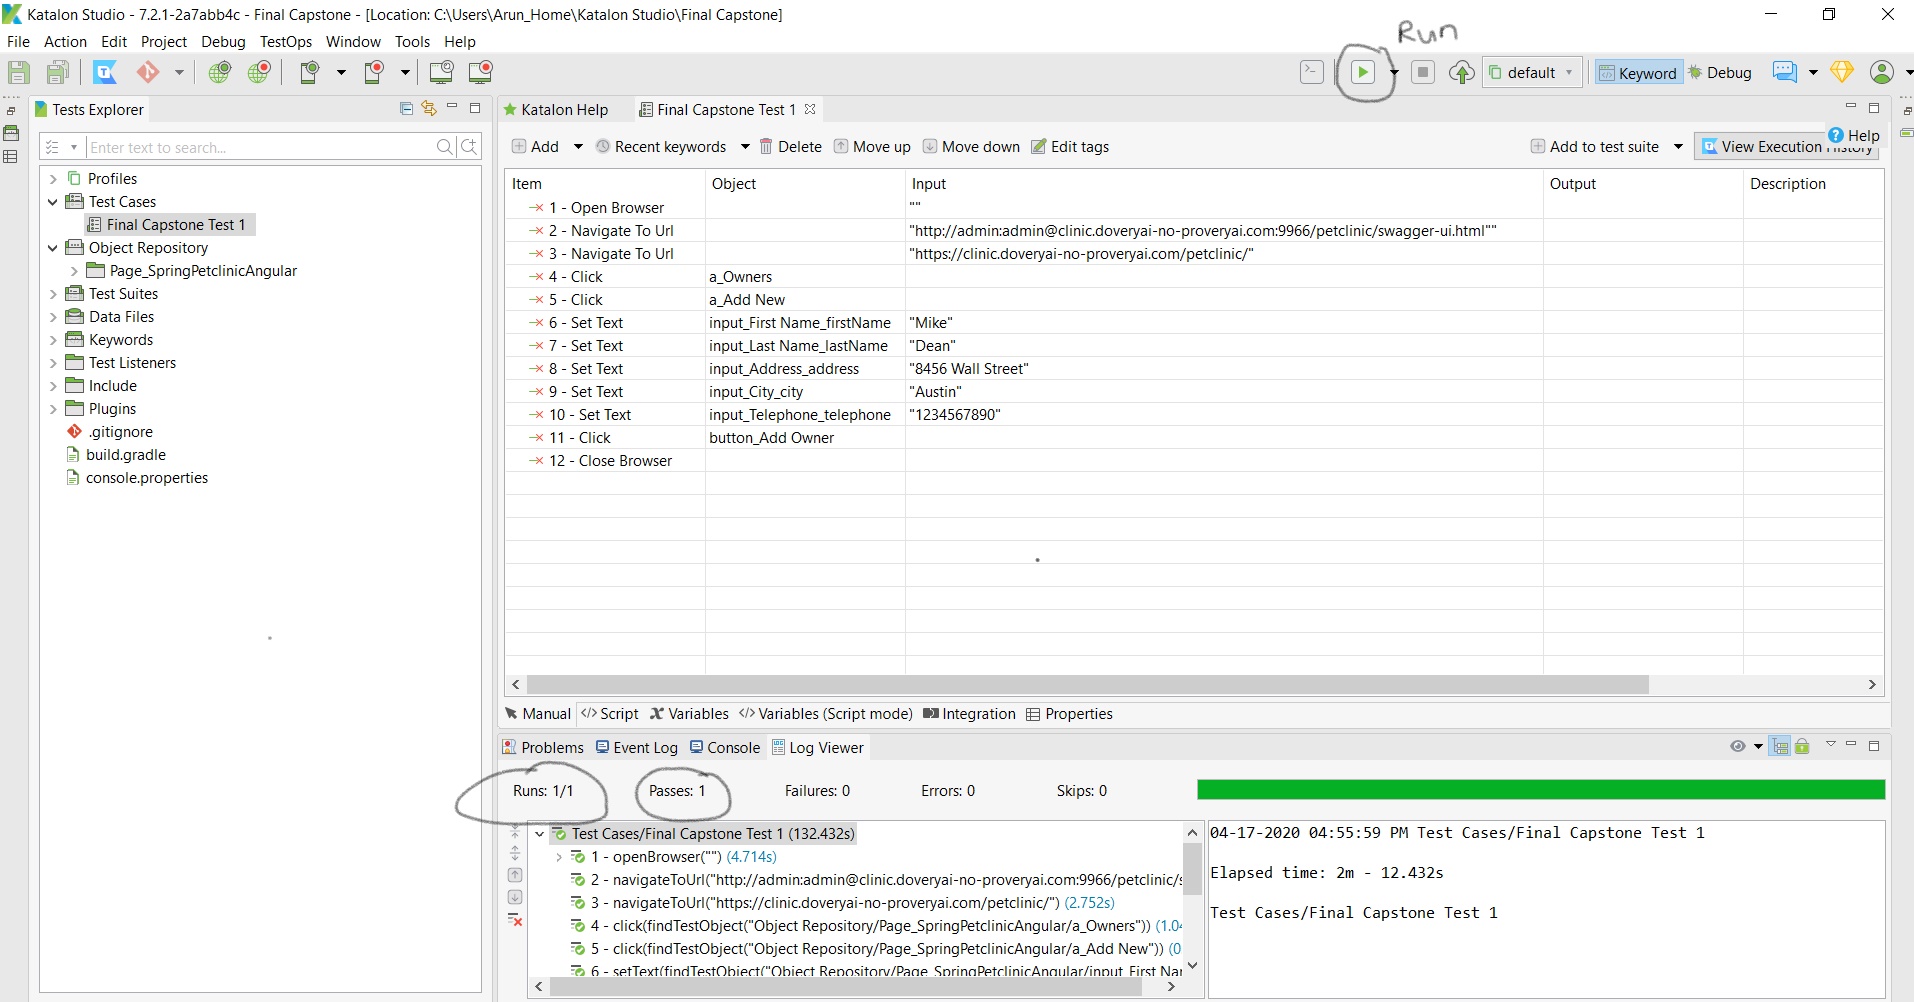 Katalon Studio - 7.2.1-2a7abb4c - Final Capstone - [Location: C:\Users\Arun_Home\Katalon Studio\Final Capstone]
File Action Edit Project Debug TestOps Window Tools Help
Run
default Keyword Debug
Tests Explorer
Enter text to search...
Profiles
Test Cases
Final Capstone Test 1
Object Repository
Page_SpringPetclinicAngular
Test Suites
Data Files
Keywords
Test Listeners
Include
Plugins
.gitignore
build.gradle
console.properties
Katalon Help Final Capstone Test 1
Help
Add Recent keywords Delete Move up Move down Edit tags Add to test suite View Execution History
Item Object Input Output Description
1 - Open Browser ""
2 - Navigate To Url "http://admin:admin@clinic.doveryai-no-proveryai.com:9966/petclinic/swagger-ui.html""
3 - Navigate To Url "https://clinic.doveryai-no-proveryai.com/petclinic/"
4 - Click a_Owners
5 - Click a_Add New
6 - Set Text input_First Name_firstName "Mike"
7 - Set Text input_Last Name_lastName "Dean"
8 - Set Text input_Address_address "8456 Wall Street"
9 - Set Text input_City_city "Austin"
10 - Set Text input_Telephone_telephone "1234567890"
11 - Click button_Add Owner
12 - Close Browser
Manual </> Script Variables </> Variables (Script mode) Integration Properties
Problems Event Log Console Log Viewer
Runs: 1/1 Passes: 1 Failures: 0 Errors: 0 Skips: 0
Test Cases/Final Capstone Test 1 (132.432s)
1 - openBrowser("") (4.714s)
2 - navigateToUrl("http://admin:admin@clinic.doveryai-no-proveryai.com:9966/petclinic/s
3 - navigateToUrl("https://clinic.doveryai-no-proveryai.com/petclinic/") (2.752s)
4 - click(findTestObject("Object Repository/Page_SpringPetclinicAngular/a_Owners")) (1.04
5 - click(findTestObject("Object Repository/Page_SpringPetclinicAngular/a_Add New")) (0
6 - setText(findTestObject("Object Repository/Page_SpringPetclinicAngular/input_First Nar
04-17-2020 04:55:59 PM Test Cases/Final Capstone Test 1
Elapsed time: 2m - 12.432s
Test Cases/Final Capstone Test 1